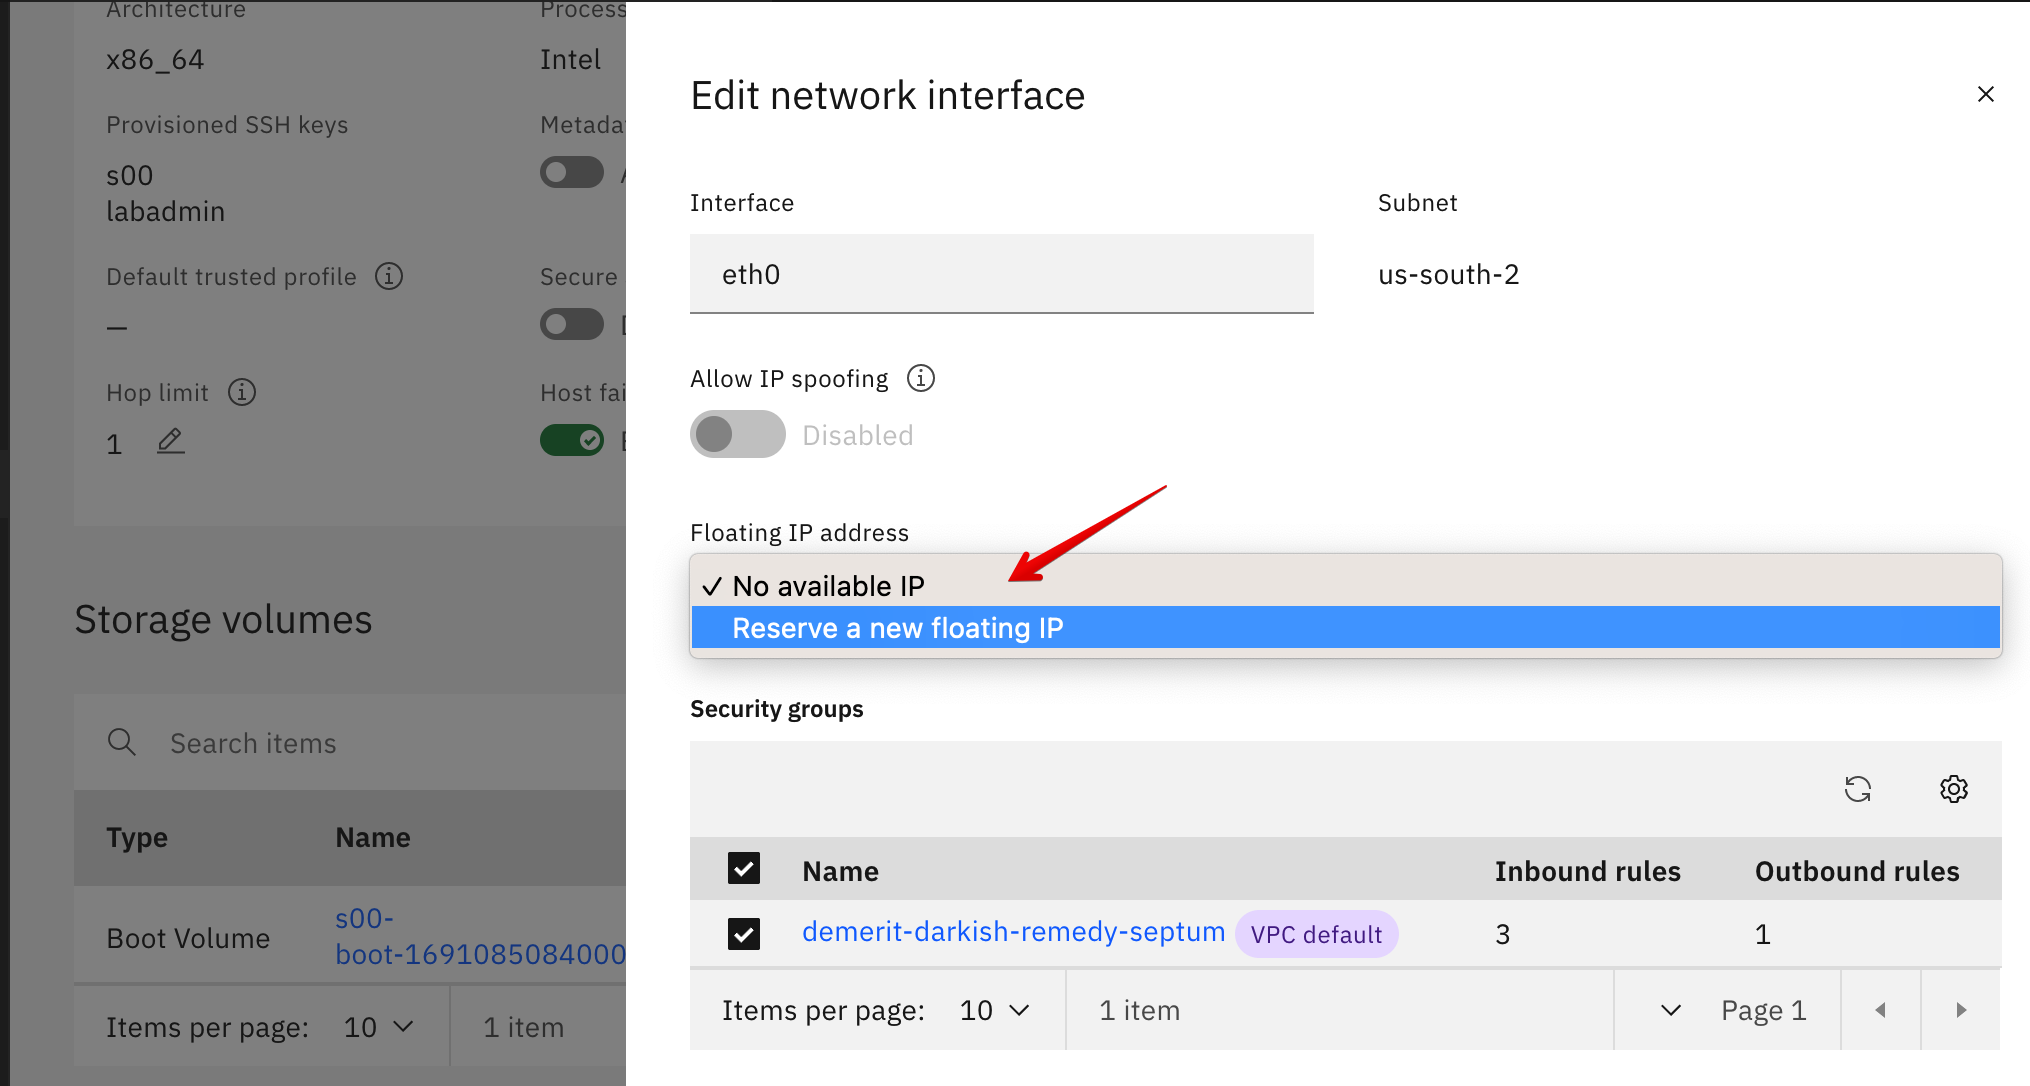 Architecture
Process
x86_64
Intel
Provisioned SSH keys
Metada
s00
labadmin
Default trusted profile
Secure
—
Hop limit
Host fai
1
Storage volumes
Search items
Type Name
Boot Volume
s00-
boot-1691085084000
Items per page: 10
1 item
Edit network interface
Interface
Subnet
eth0
us-south-2
Allow IP spoofing
Disabled
Floating IP address
No available IP
Reserve a new floating IP
Security groups
Name Inbound rules Outbound rules
demerit-darkish-remedy-septum VPC default 3 1
Items per page: 10 1 item Page 1